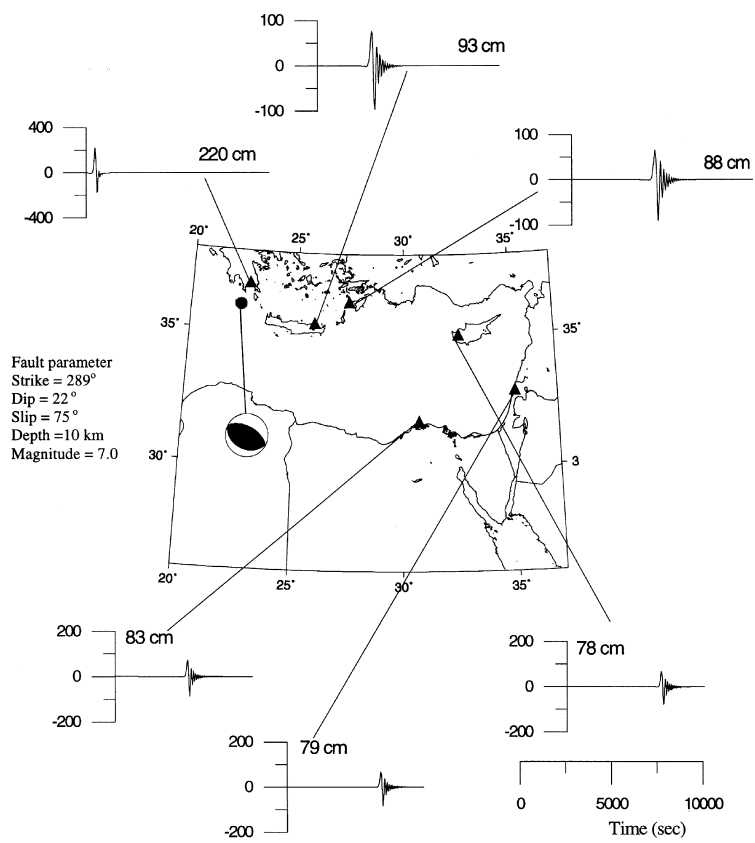 100
0
-100
93 cm
400
0
-400
220 cm
100
0
-100
88 cm
20°
25°
30°
35°
35°
35°
Fault parameter
Strike = 289°
Dip = 22°
Slip = 75°
Depth =10 km
Magnitude = 7.0
30°
3
20°
25°
30°
35°
200
0
-200
83 cm
200
0
-200
78 cm
200
0
-200
79 cm
0
5000
10000
Time (sec)